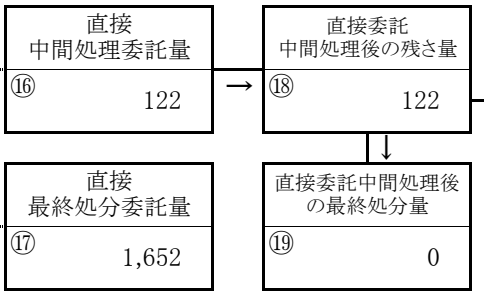 直接
中間処理委託量
⑯
122
→
直接委託
中間処理後の残さ量
⑱
122
↓
直接
最終処分委託量
⑰
1,652
直接委託中間処理後
の最終処分量
⑲
0